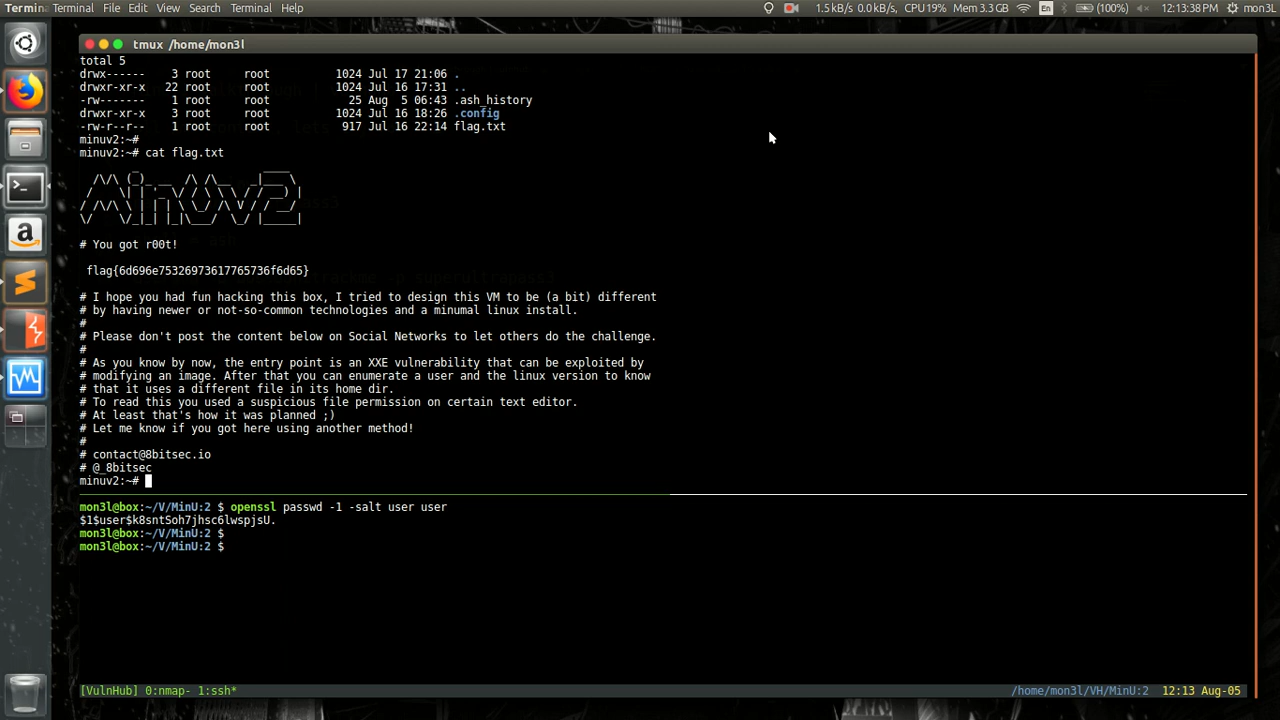 Terminal Terminal File Edit View Search Terminal Help 1.5 kB/s 0.0 kB/s, CPU 19% Mem 3.3 GB En (100%) 12:13:38 PM mon3l
tmux /home/mon3l
total 5
drwx------ 3 root root 1024 Jul 17 21:06 .
drwxr-xr-x 22 root root 1024 Jul 16 17:31 ..
-rw------- 1 root root 25 Aug 5 06:43 .ash_history
drwxr-xr-x 3 root root 1024 Jul 16 18:26 .config
-rw-r--r-- 1 root root 917 Jul 16 22:14 flag.txt
minuv2:~#
minuv2:~# cat flag.txt
MinUv2
# You got r00t!
flag{6d696e75326973617765736f6d65}
# I hope you had fun hacking this box, I tried to design this VM to be (a bit) different
# by having newer or not-so-common technologies and a minumal linux install.
#
# Please don't post the content below on Social Networks to let others do the challenge.
#
# As you know by now, the entry point is an XXE vulnerability that can be exploited by
# modifying an image. After that you can enumerate a user and the linux version to know
# that it uses a different file in its home dir.
# To read this you used a suspicious file permission on certain text editor.
# At least that's how it was planned ;)
# Let me know if you got here using another method!
#
# contact@8bitsec.io
# @_8bitsec
minuv2:~#
mon3l@box:~/V/MinU:2 $ openssl passwd -1 -salt user user
$1$user$k8sntSoh7jhsc6lwspjsU.
mon3l@box:~/V/MinU:2 $
mon3l@box:~/V/MinU:2 $
[VulnHub] 0:nmap- 1:ssh* /home/mon3l/VH/MinU:2 12:13 Aug-05